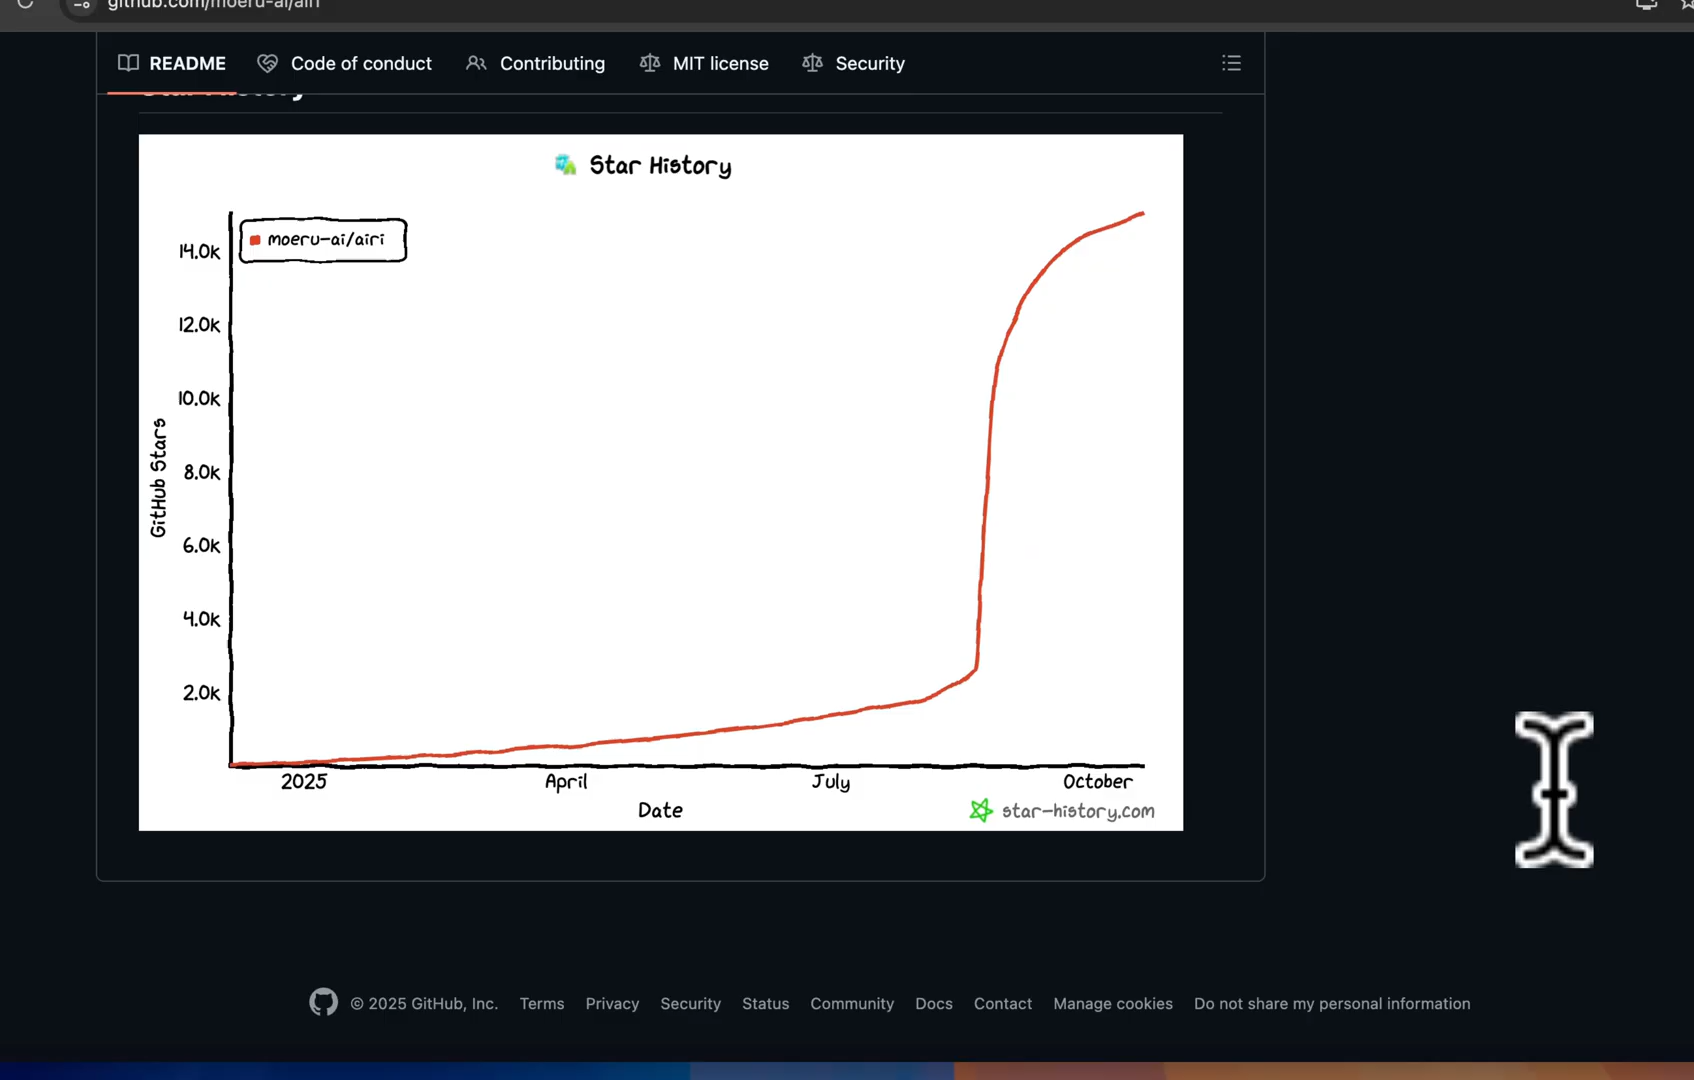 github.com/moeru-ai/airi
README
Code of conduct
Contributing
MIT license
Security
Star History
Star History
moeru-ai/airi
14.0k
12.0k
10.0k
8.0k
6.0k
4.0k
2.0k
GitHub Stars
2025
April
July
October
Date
star-history.com
© 2025 GitHub, Inc. Terms Privacy Security Status Community Docs Contact Manage cookies Do not share my personal information